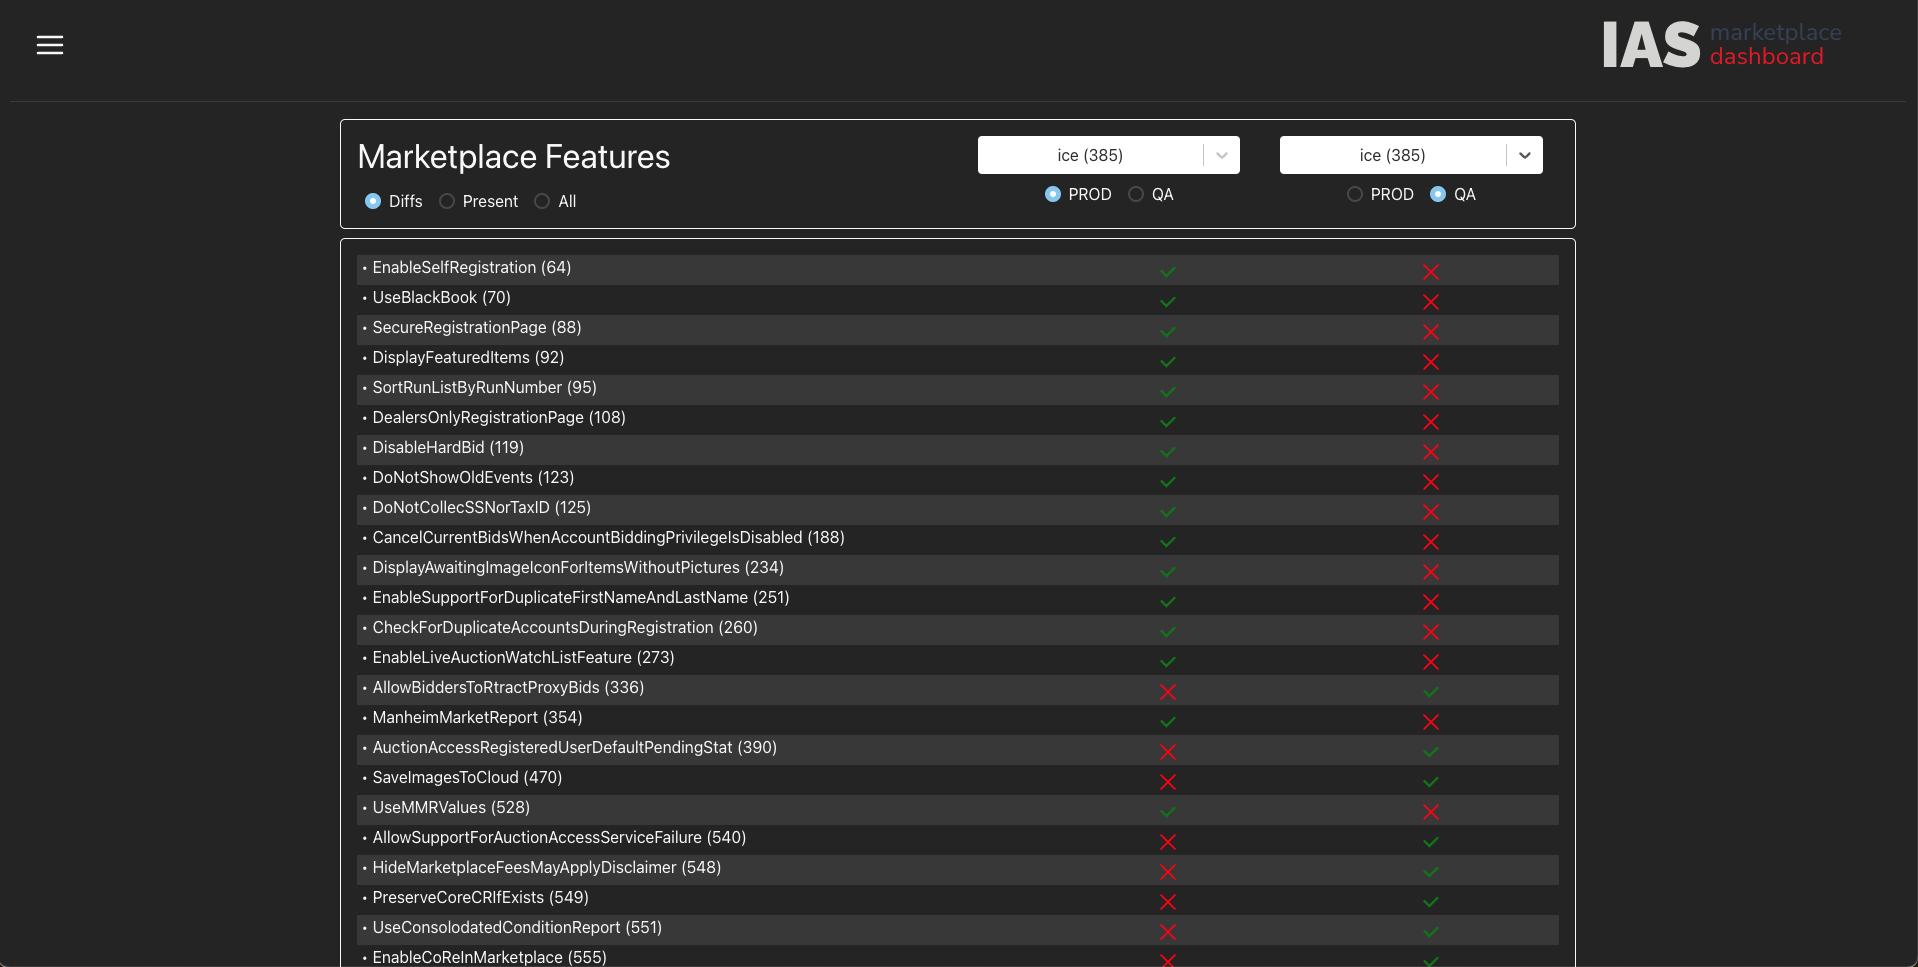 IAS marketplace
dashboard
Marketplace Features
ice (385)
ice (385)
Diffs Present All
PROD QA
PROD QA
• EnableSelfRegistration (64)
• UseBlackBook (70)
• SecureRegistrationPage (88)
• DisplayFeaturedItems (92)
• SortRunListByRunNumber (95)
• DealersOnlyRegistrationPage (108)
• DisableHardBid (119)
• DoNotShowOldEvents (123)
• DoNotCollecSSNorTaxID (125)
• CancelCurrentBidsWhenAccountBiddingPrivilegeIsDisabled (188)
• DisplayAwaitingImageIconForItemsWithoutPictures (234)
• EnableSupportForDuplicateFirstNameAndLastName (251)
• CheckForDuplicateAccountsDuringRegistration (260)
• EnableLiveAuctionWatchListFeature (273)
• AllowBiddersToRtractProxyBids (336)
• ManheimMarketReport (354)
• AuctionAccessRegisteredUserDefaultPendingStat (390)
• SaveImagesToCloud (470)
• UseMMRValues (528)
• AllowSupportForAuctionAccessServiceFailure (540)
• HideMarketplaceFeesMayApplyDisclaimer (548)
• PreserveCoreCRIfExists (549)
• UseConsolodatedConditionReport (551)
• EnableCoReInMarketplace (555)